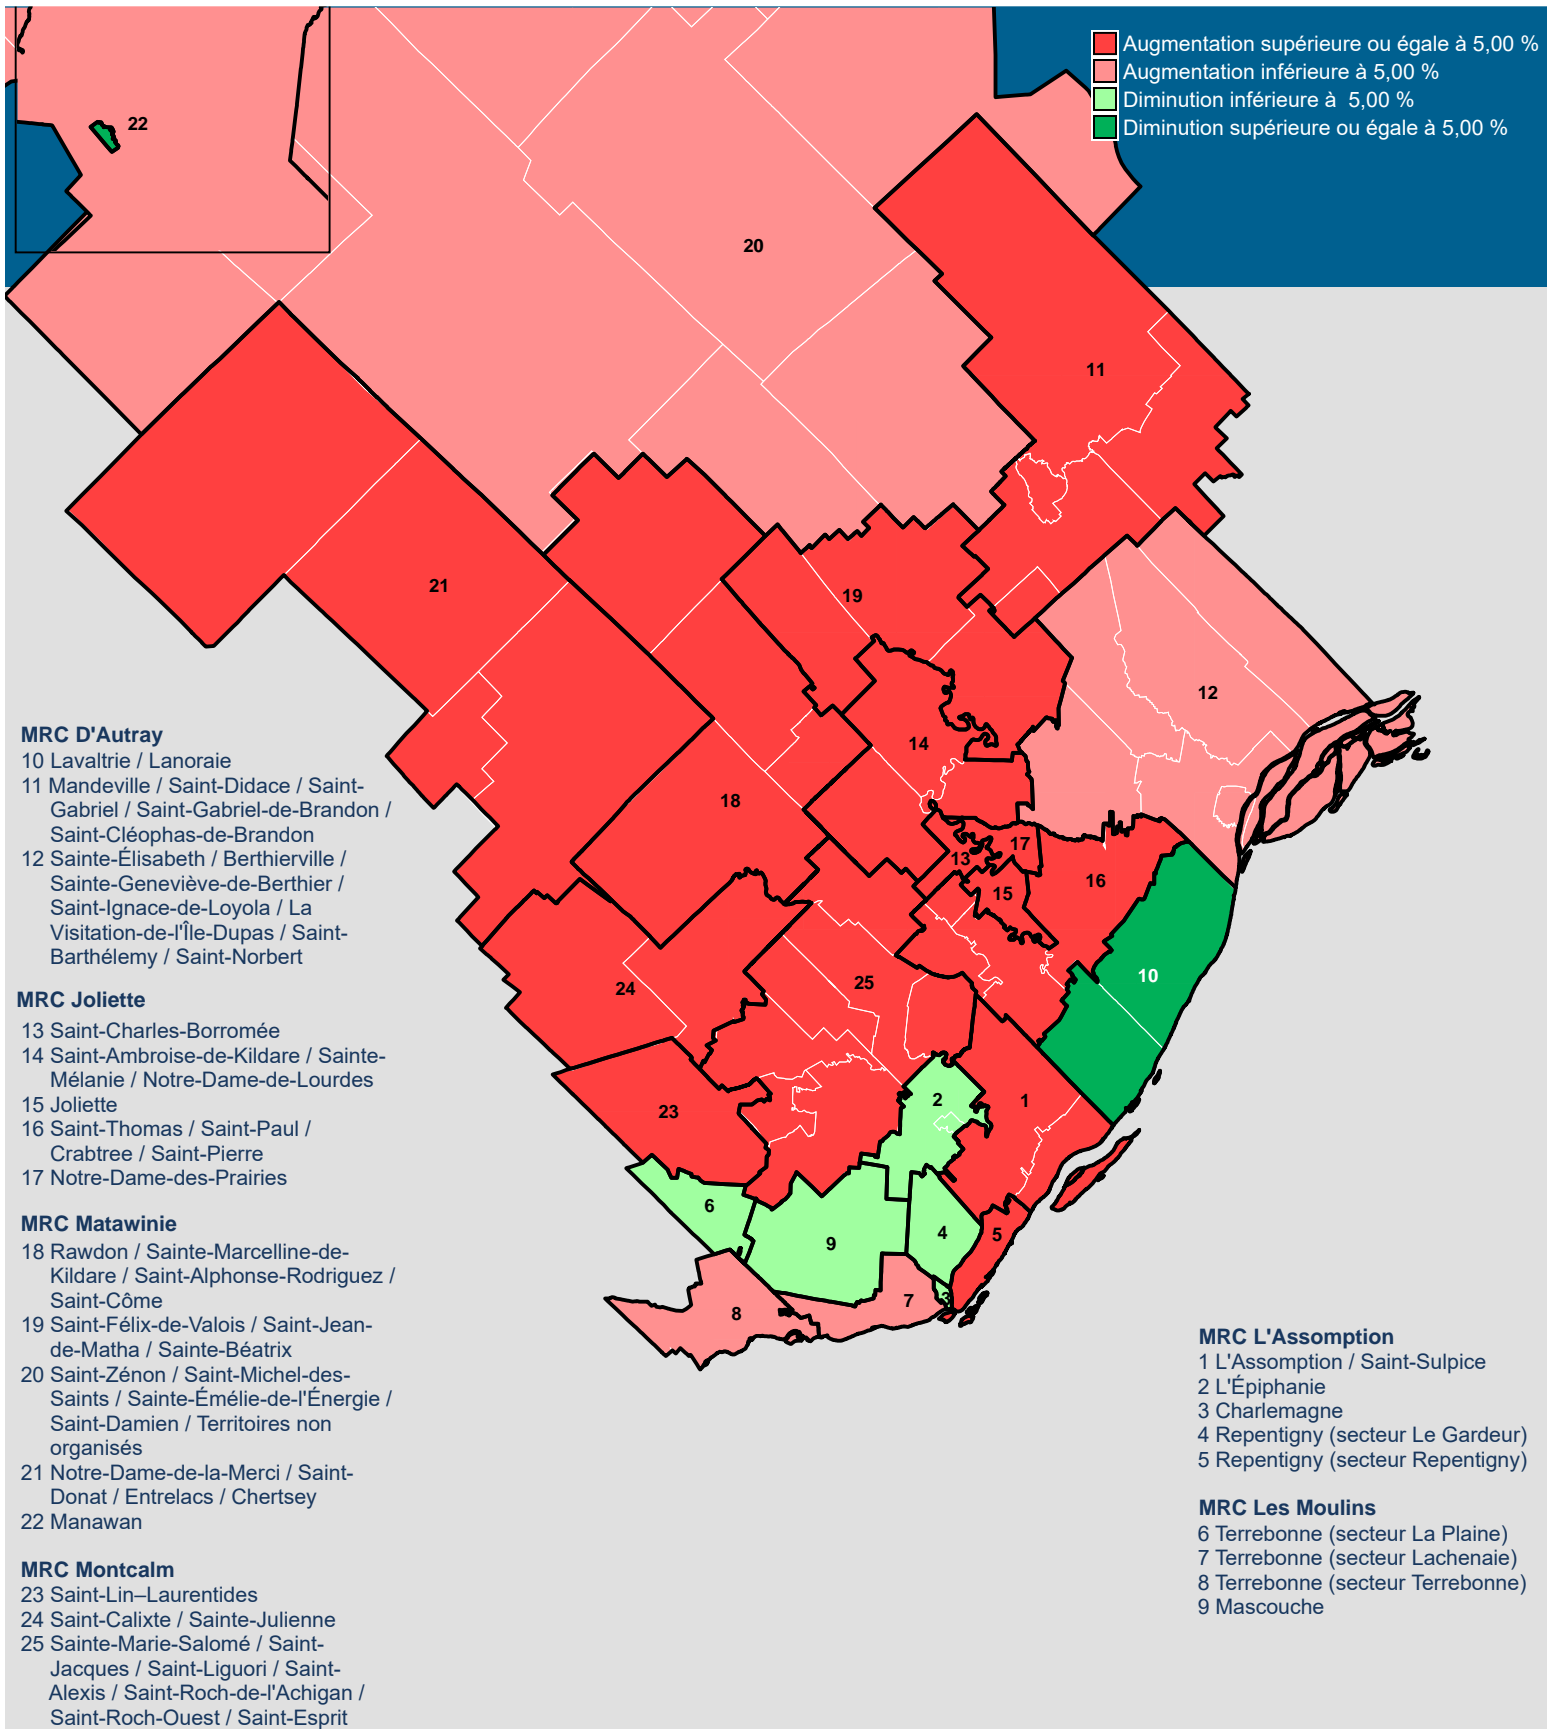 Augmentation supérieure ou égale à 5,00 %
Augmentation inférieure à 5,00 %
Diminution inférieure à  5,00 %
Diminution supérieure ou égale à 5,00 %
22
20
11
21
19
12
14
18
17
13
16
15
10
25
24
2
1
23
6
4
5
9
3
7
8
MRC D'Autray
10 Lavaltrie / Lanoraie
11 Mandeville / Saint-Didace / Saint-
Gabriel / Saint-Gabriel-de-Brandon /
Saint-Cléophas-de-Brandon
12 Sainte-Élisabeth / Berthierville /
Sainte-Geneviève-de-Berthier /
Saint-Ignace-de-Loyola / La
Visitation-de-l'Île-Dupas / Saint-
Barthélemy / Saint-Norbert
MRC Joliette
13 Saint-Charles-Borromée
14 Saint-Ambroise-de-Kildare / Sainte-
Mélanie / Notre-Dame-de-Lourdes
15 Joliette
16 Saint-Thomas / Saint-Paul /
Crabtree / Saint-Pierre
17 Notre-Dame-des-Prairies
MRC Matawinie
18 Rawdon / Sainte-Marcelline-de-
Kildare / Saint-Alphonse-Rodriguez /
Saint-Côme
19 Saint-Félix-de-Valois / Saint-Jean-
de-Matha / Sainte-Béatrix
20 Saint-Zénon / Saint-Michel-des-
Saints / Sainte-Émélie-de-l'Énergie /
Saint-Damien / Territoires non
organisés
21 Notre-Dame-de-la-Merci / Saint-
Donat / Entrelacs / Chertsey
22 Manawan
MRC Montcalm
23 Saint-Lin–Laurentides
24 Saint-Calixte / Sainte-Julienne
25 Sainte-Marie-Salomé / Saint-
Jacques / Saint-Liguori / Saint-
Alexis / Saint-Roch-de-l'Achigan /
Saint-Roch-Ouest / Saint-Esprit
MRC L'Assomption
1 L'Assomption / Saint-Sulpice
2 L'Épiphanie
3 Charlemagne
4 Repentigny (secteur Le Gardeur)
5 Repentigny (secteur Repentigny)
MRC Les Moulins
6 Terrebonne (secteur La Plaine)
7 Terrebonne (secteur Lachenaie)
8 Terrebonne (secteur Terrebonne)
9 Mascouche